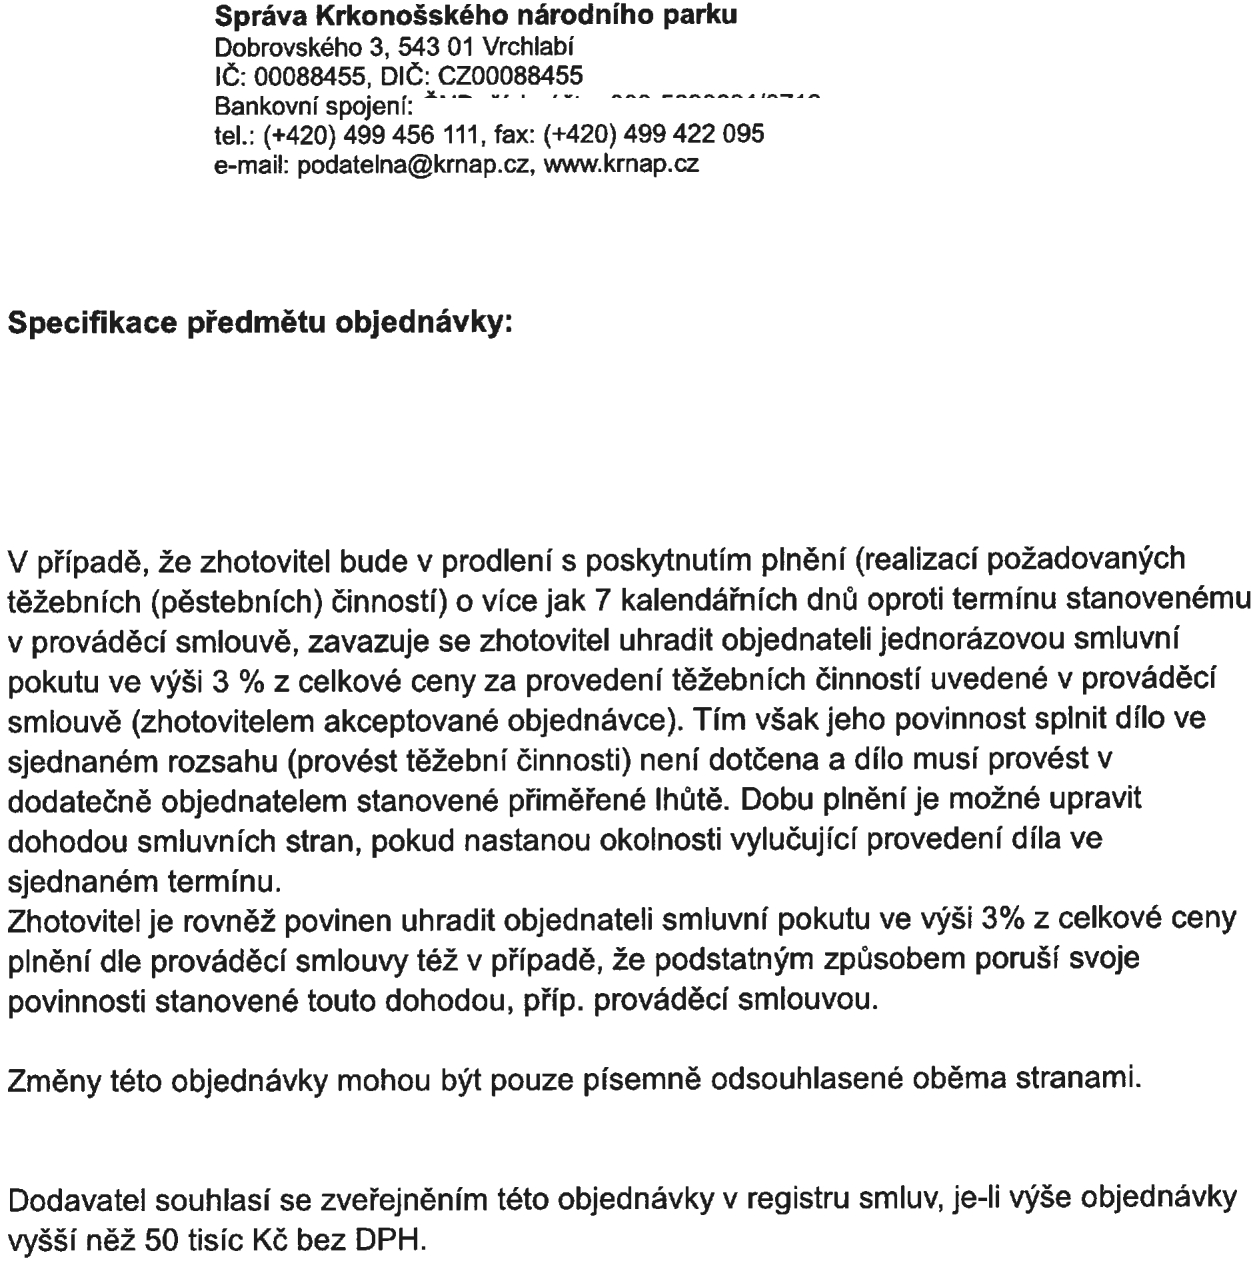 Správa Krkonošského národního parku
Dobrovského 3, 543 01 Vrchlabí
IČ: 00088455, DIČ: CZ00088455
Bankovní spojení:
tel.: (+420) 499 456 111, fax: (+420) 499 422 095
e-mail: podatelna@krnap.cz, www.krnap.cz
Specifikace předmětu objednávky:
V případě, že zhotovitel bude v prodlení s poskytnutím plnění (realizací požadovaných
těžebních (pěstebních) činností) o více jak 7 kalendářních dnů oproti termínu stanovenému
v prováděcí smlouvě, zavazuje se zhotovitel uhradit objednateli jednorázovou smluvní
pokutu ve výši 3 % z celkové ceny za provedení těžebních činností uvedené v prováděcí
smlouvě (zhotovitelem akceptované objednávce). Tím však jeho povinnost splnit dílo ve
sjednaném rozsahu (provést těžební činnosti) není dotčena a dílo musí provést v
dodatečně objednatelem stanovené přiměřené lhůtě. Dobu plnění je možné upravit
dohodou smluvních stran, pokud nastanou okolnosti vylučující provedení díla ve
sjednaném termínu.
Zhotovitel je rovněž povinen uhradit objednateli smluvní pokutu ve výši 3% z celkové ceny
plnění dle prováděcí smlouvy též v případě, že podstatným způsobem poruší svoje
povinnosti stanovené touto dohodou, příp. prováděcí smlouvou.
Změny této objednávky mohou být pouze písemně odsouhlasené oběma stranami.
Dodavatel souhlasí se zveřejněním této objednávky v registru smluv, je-li výše objednávky
vyšší něž 50 tisíc Kč bez DPH.